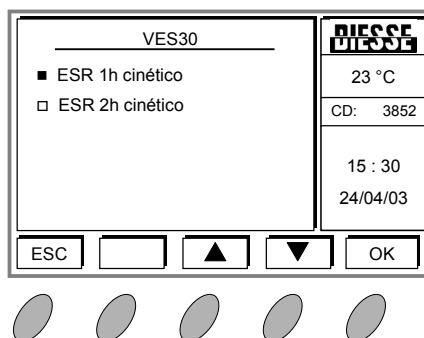 VES30
■ ESR 1h cinético
□ ESR 2h cinético
DIESSE
23 °C
CD: 3852
15 : 30
24/04/03
ESC ▲ ▼ OK